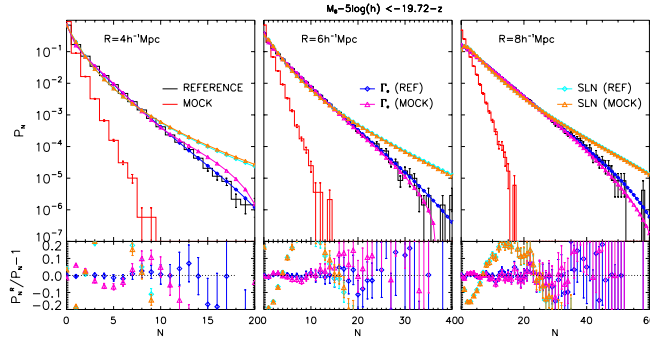 M_B−5log(h) <−19.72−z
R=4h⁻¹Mpc
R=6h⁻¹Mpc
R=8h⁻¹Mpc
REFERENCE
MOCK
Γ_e (REF)
Γ_e (MOCK)
SLN (REF)
SLN (MOCK)
P_N
10⁻¹
10⁻²
10⁻³
10⁻⁴
10⁻⁵
10⁻⁶
10⁻⁷
P_N^R/P_N−1
0.2
0.1
0.0
−0.1
−0.2
0 5 10 15 20
0 10 20 30 40
0 20 40 60
N N N